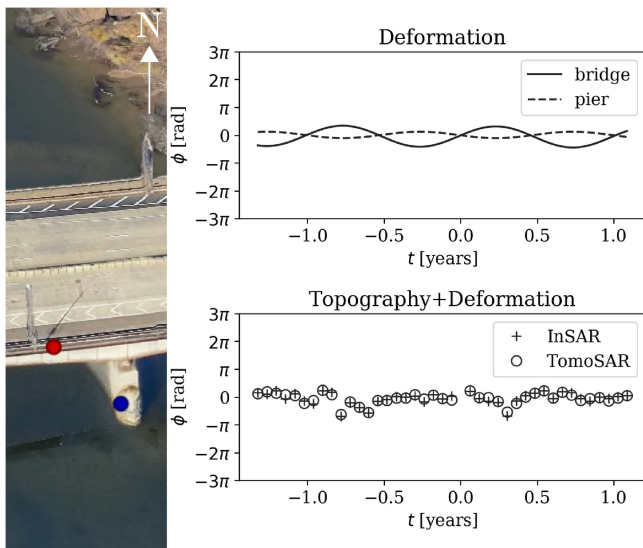 N
Deformation
3π
2π
π
0
−π
−2π
−3π
ϕ [rad]
bridge
pier
−1.0 −0.5 0.0 0.5 1.0
t [years]
Topography+Deformation
3π
2π
π
0
−π
−2π
−3π
ϕ [rad]
InSAR
TomoSAR
−1.0 −0.5 0.0 0.5 1.0
t [years]